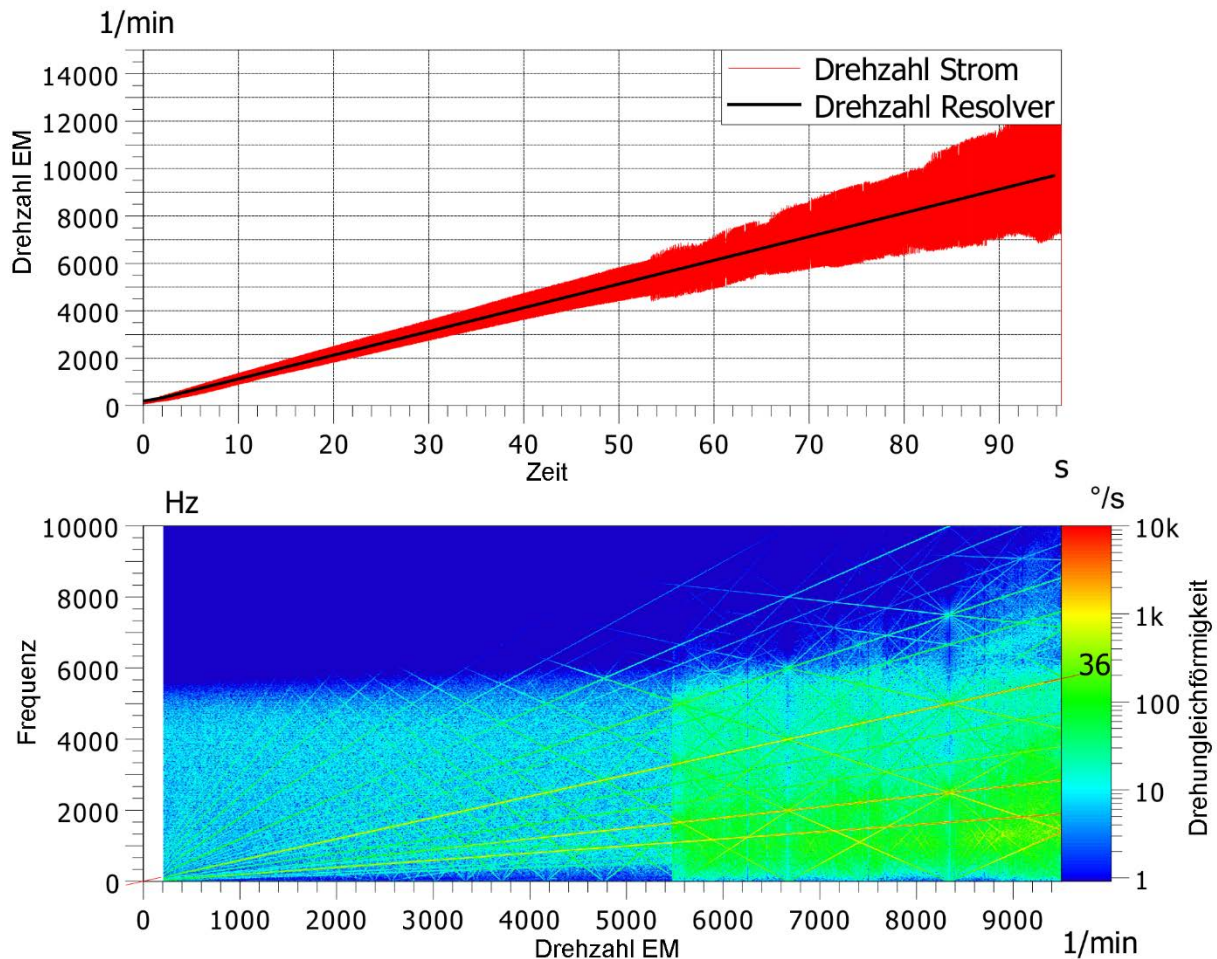 1/min
Drehzahl EM
14000
12000
10000
8000
6000
4000
2000
0
Drehzahl Strom
Drehzahl Resolver
0 10 20 30 40 50 60 70 80 90
Zeit
s
Hz
°/s
Frequenz
10000
8000
6000
4000
2000
0
36
10k
1k
100
10
1
Drehungleichförmigkeit
0 1000 2000 3000 4000 5000 6000 7000 8000 9000
Drehzahl EM
1/min